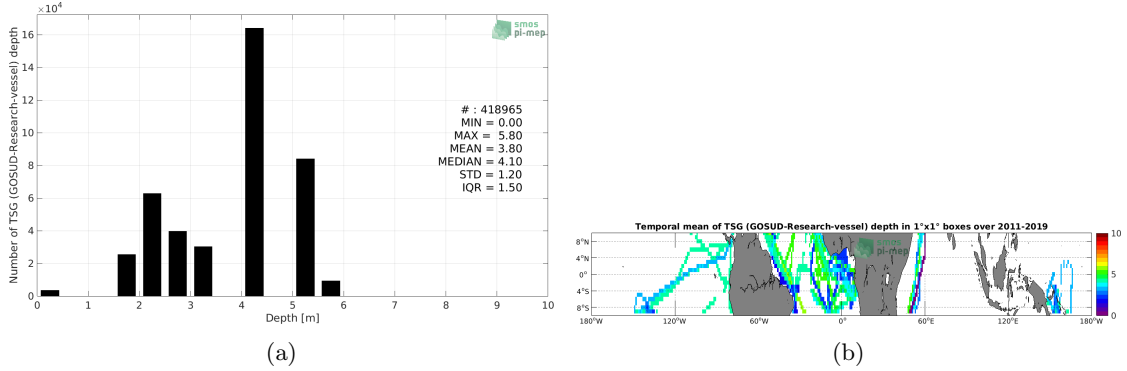 ×10⁴
16
14
12
10
8
6
4
2
0
Number of TSG (GOSUD-Research-vessel) depth
smos
pi-mep
# : 418965
MIN = 0.00
MAX = 5.80
MEAN = 3.80
MEDIAN = 4.10
STD = 1.20
IQR = 1.50
0 1 2 3 4 5 6 7 8 9 10
Depth [m]
(a)
Temporal mean of TSG (GOSUD-Research-vessel) depth in 1°x1° boxes over 2011-2019
smos
pi-mep
8°N
4°N
0°
4°S
8°S
180°W 120°W 60°W 0° 60°E 120°E 180°W
10
5
0
(b)